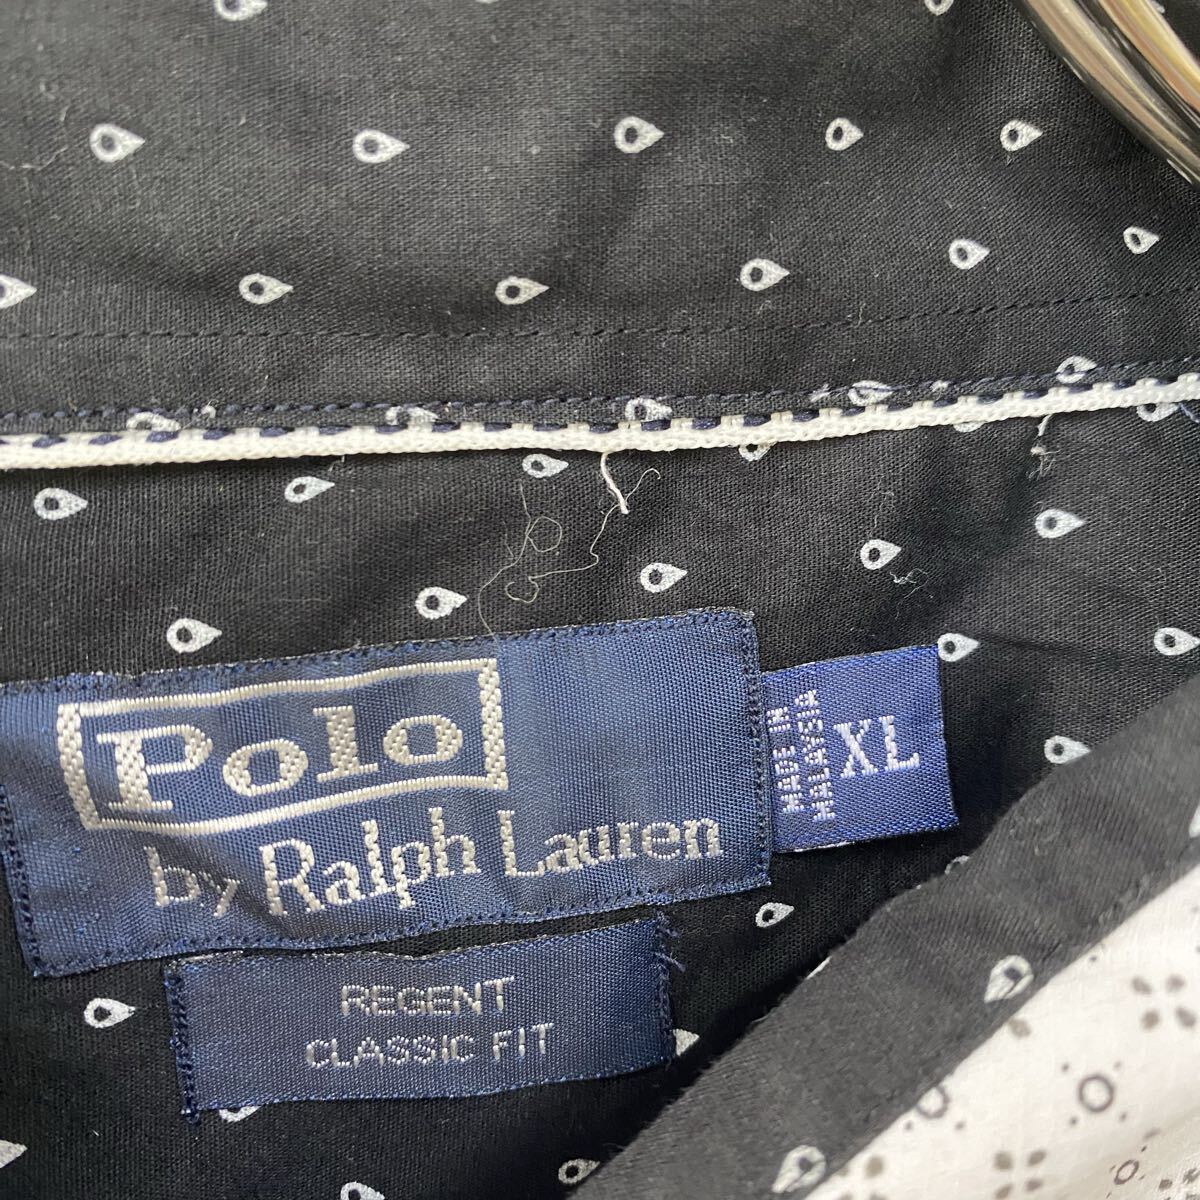 Polo
by Ralph Lauren
MADE IN
MALAYSIA
XL
REGENT
CLASSIC FIT